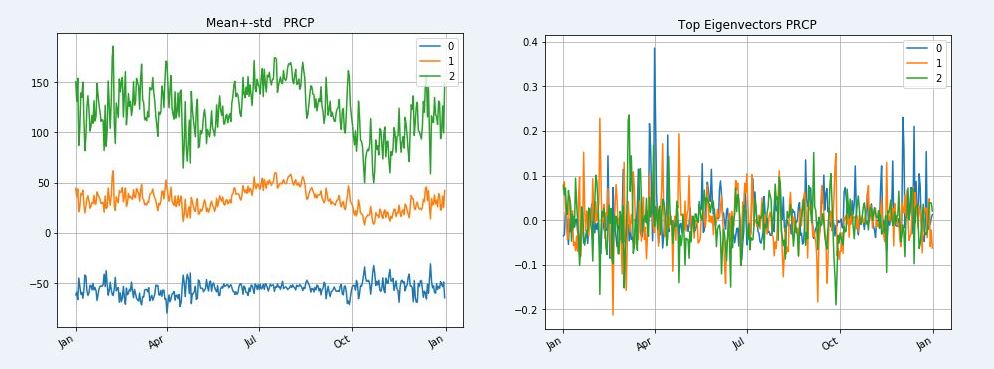 Mean+-std   PRCP
0
1
2
150
100
50
0
−50
Jan
Apr
Jul
Oct
Jan
Top Eigenvectors PRCP
0
1
2
0.4
0.3
0.2
0.1
0.0
−0.1
−0.2
Jan
Apr
Jul
Oct
Jan